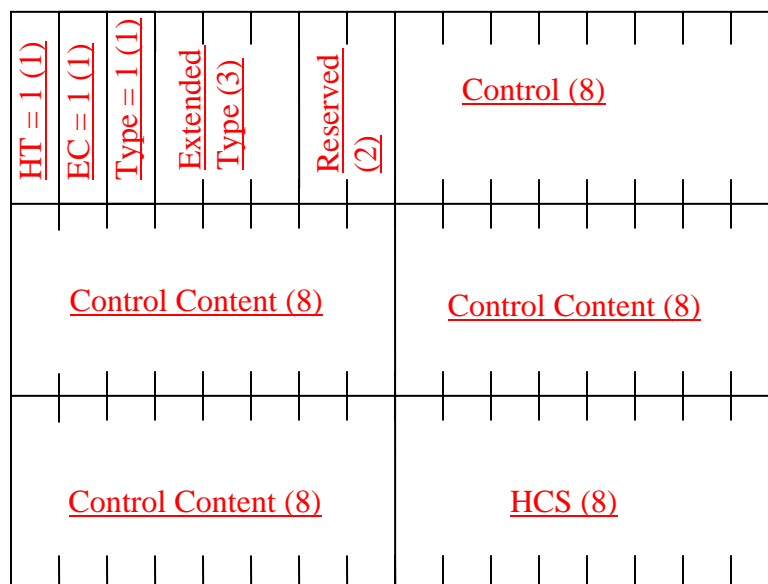 HT = 1 (1)
EC = 1 (1)
Type = 1 (1)
Extended
Type (3)
Reserved
(2)
Control (8)
Control Content (8)
Control Content (8)
Control Content (8)
HCS (8)